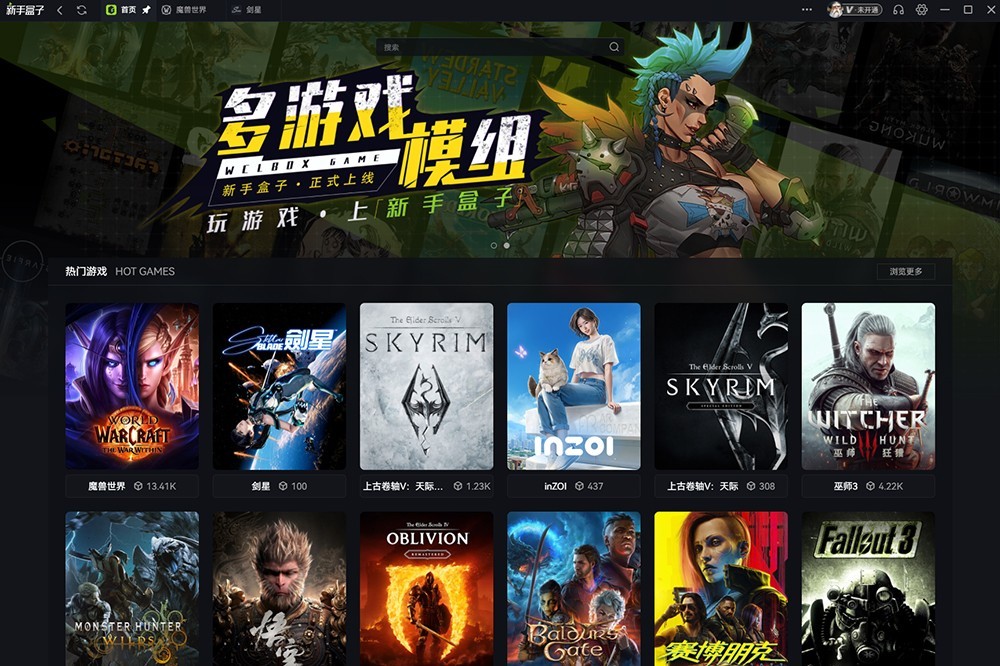 新手盒子
首页
魔兽世界
剑星
V·未开通
搜索
STARDEW
VALLEY
多游戏
模组
WELBOX GAME
新手盒子·正式上线
玩游戏·上「新手盒子
Factorio
WUKONG
热门游戏 HOT GAMES
浏览更多
WORLD
WARCRAFT
THE WAR WITHIN
Stellar
BLADE 剑星
The Elder Scrolls V
SKYRIM
inZOI
The Elder Scrolls V
SKYRIM
SPECIAL EDITION
THE
WITCHER
WILD HUNT
巫师 狂猎
魔兽世界 13.41K
剑星 100
上古卷轴V：天际... 1.23K
inZOI 437
上古卷轴V：天际 308
巫师3 4.22K
MONSTER HUNTER
WILDS
悟空
The Elder Scrolls IV
OBLIVION
REMASTERED
Baldur's
Gate
赛博朋克
Fallout 3